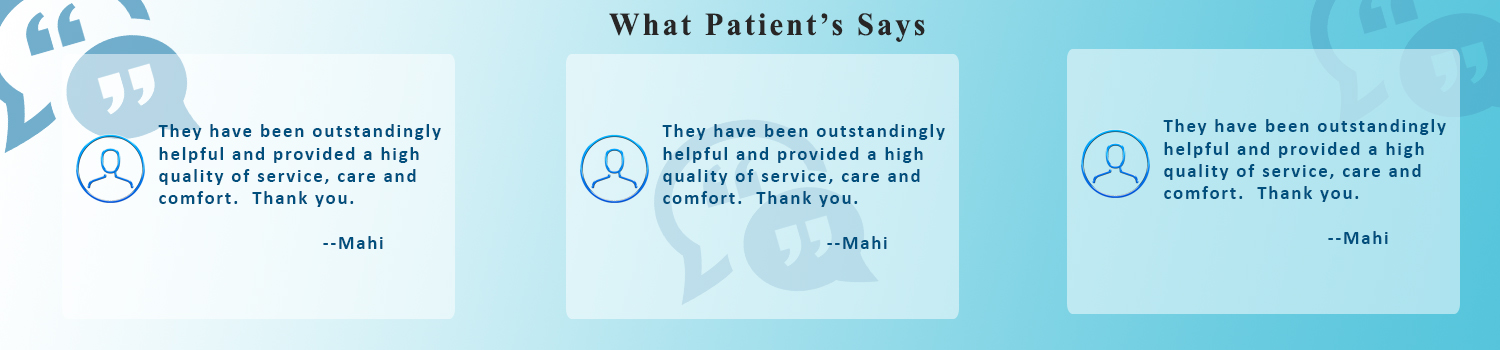 What Patient's Says
They have been outstandingly
helpful and provided a high
quality of service, care and
comfort.  Thank you.
--Mahi
They have been outstandingly
helpful and provided a high
quality of service, care and
comfort.  Thank you.
--Mahi
They have been outstandingly
helpful and provided a high
quality of service, care and
comfort.  Thank you.
--Mahi